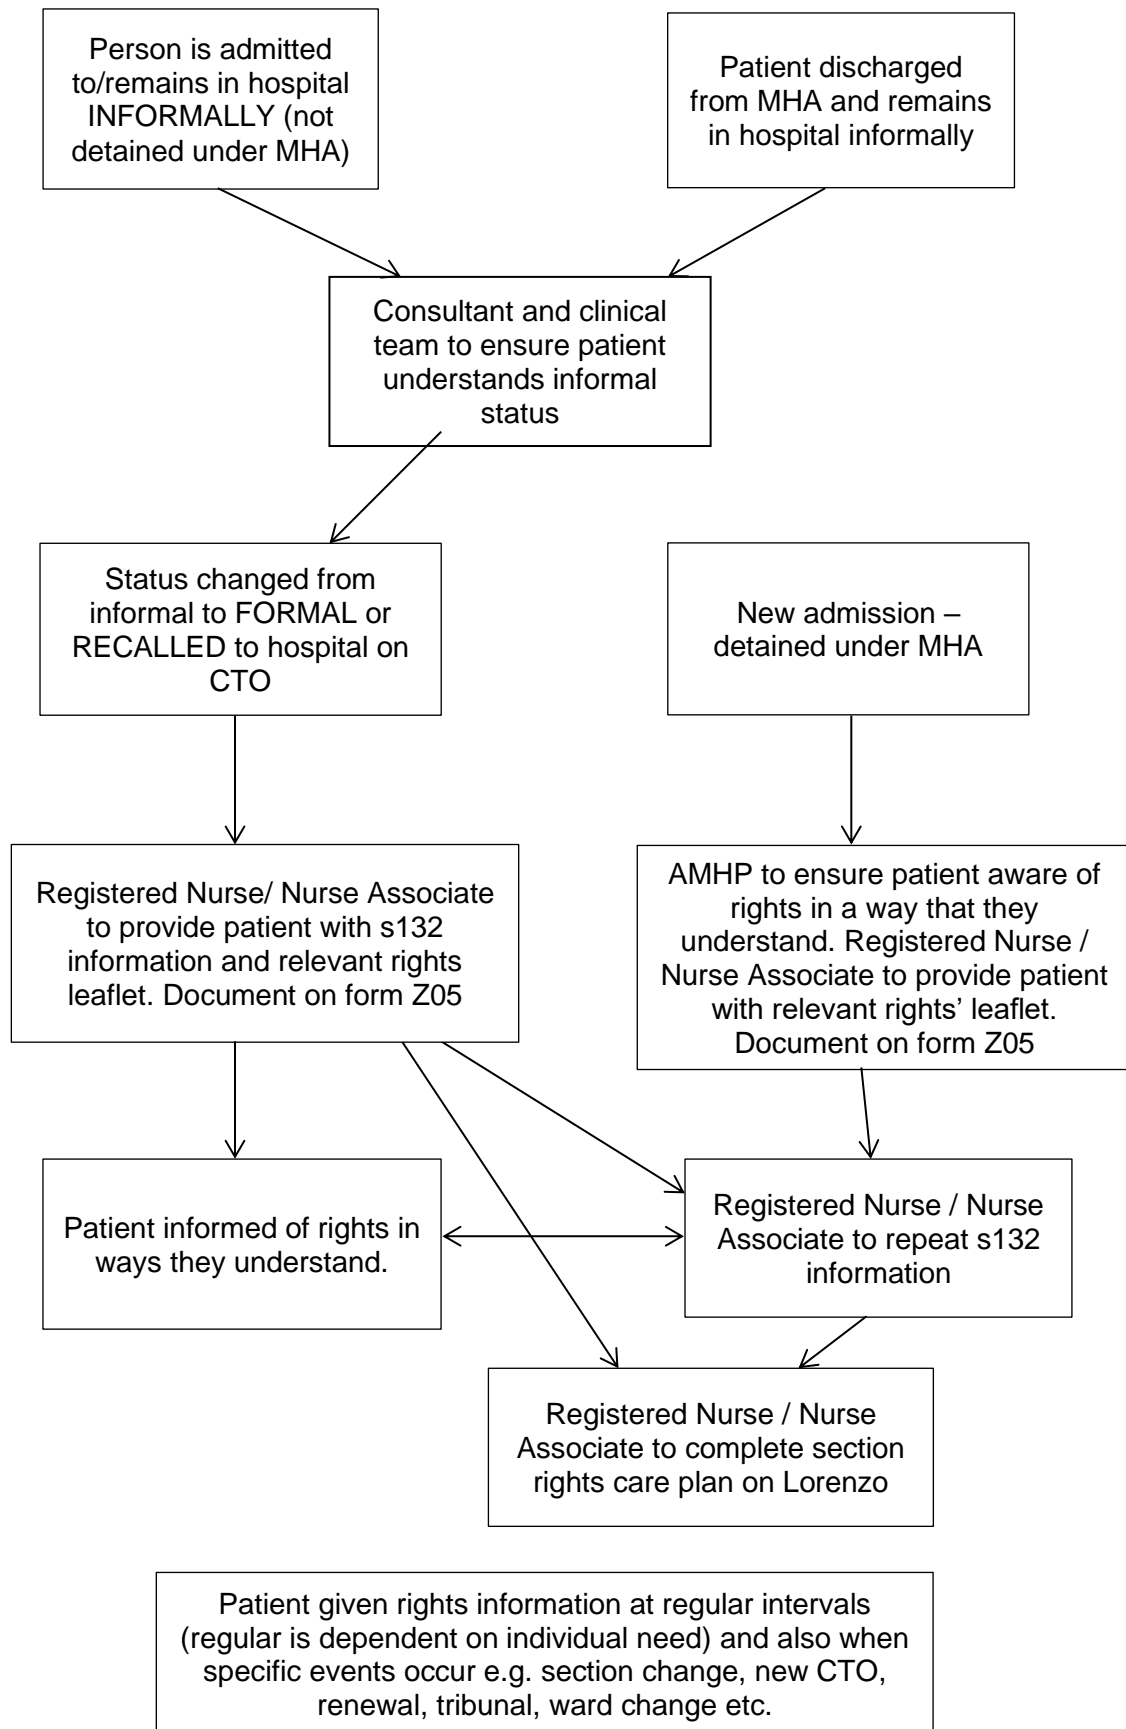 Person is admitted
to/remains in hospital
INFORMALLY (not
detained under MHA)
Patient discharged
from MHA and remains
in hospital informally
Consultant and clinical
team to ensure patient
understands informal
status
Status changed from
informal to FORMAL or
RECALLED to hospital on
CTO
New admission –
detained under MHA
Registered Nurse/ Nurse Associate
to provide patient with s132
information and relevant rights
leaflet. Document on form Z05
AMHP to ensure patient aware of
rights in a way that they
understand. Registered Nurse /
Nurse Associate to provide patient
with relevant rights’ leaflet.
Document on form Z05
Patient informed of rights in
ways they understand.
Registered Nurse / Nurse
Associate to repeat s132
information
Registered Nurse / Nurse
Associate to complete section
rights care plan on Lorenzo
Patient given rights information at regular intervals
(regular is dependent on individual need) and also when
specific events occur e.g. section change, new CTO,
renewal, tribunal, ward change etc.